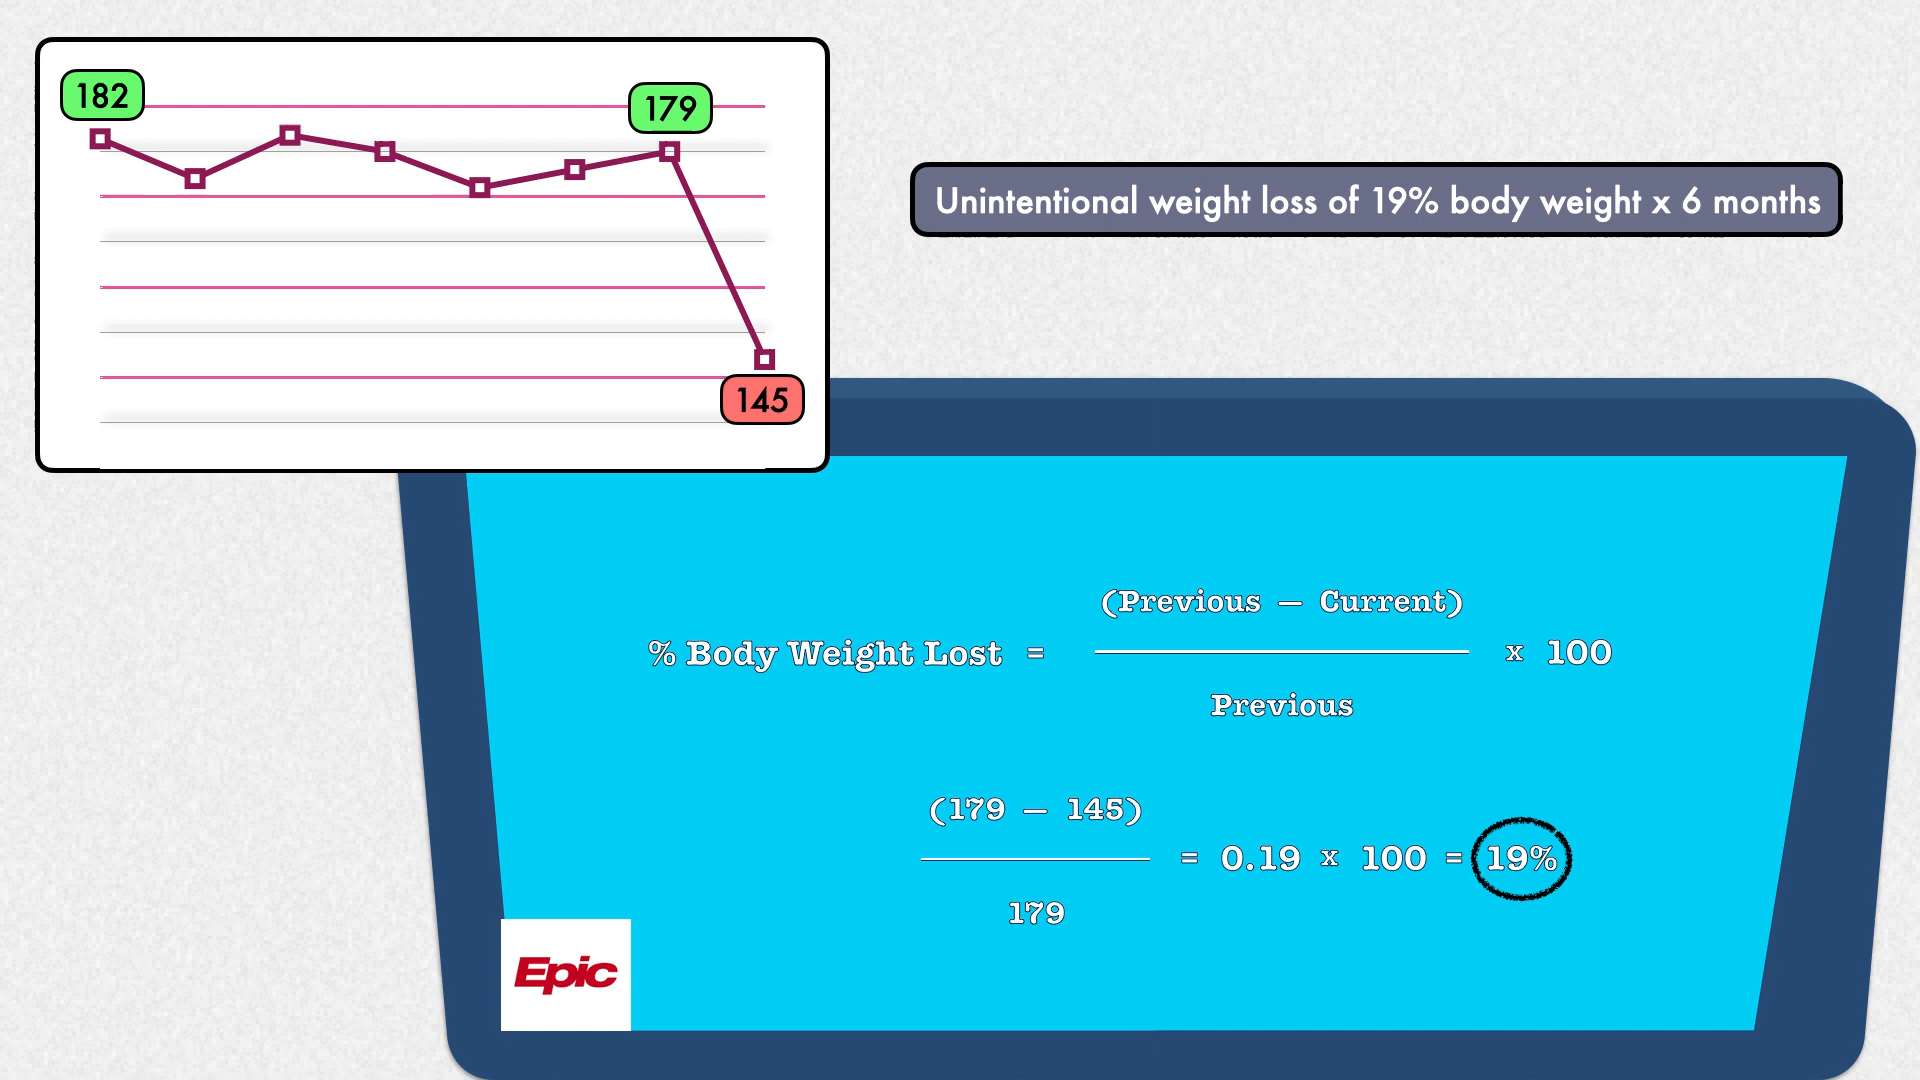 182
179
145
Unintentional weight loss of 19% body weight x 6 months
% Body Weight Lost = (Previous – Current) x 100
Previous
(179 – 145) = 0.19 x 100 = 19%
179
Epic